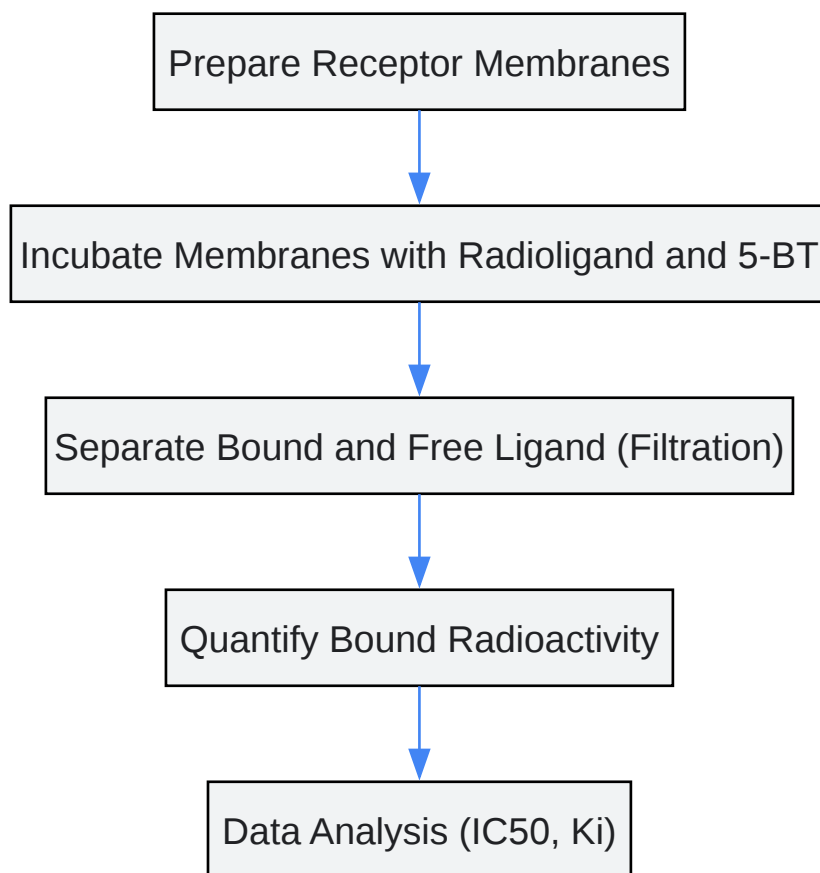 Prepare Receptor Membranes
Incubate Membranes with Radioligand and 5-BT
Separate Bound and Free Ligand (Filtration)
Quantify Bound Radioactivity
Data Analysis (IC50, Ki)